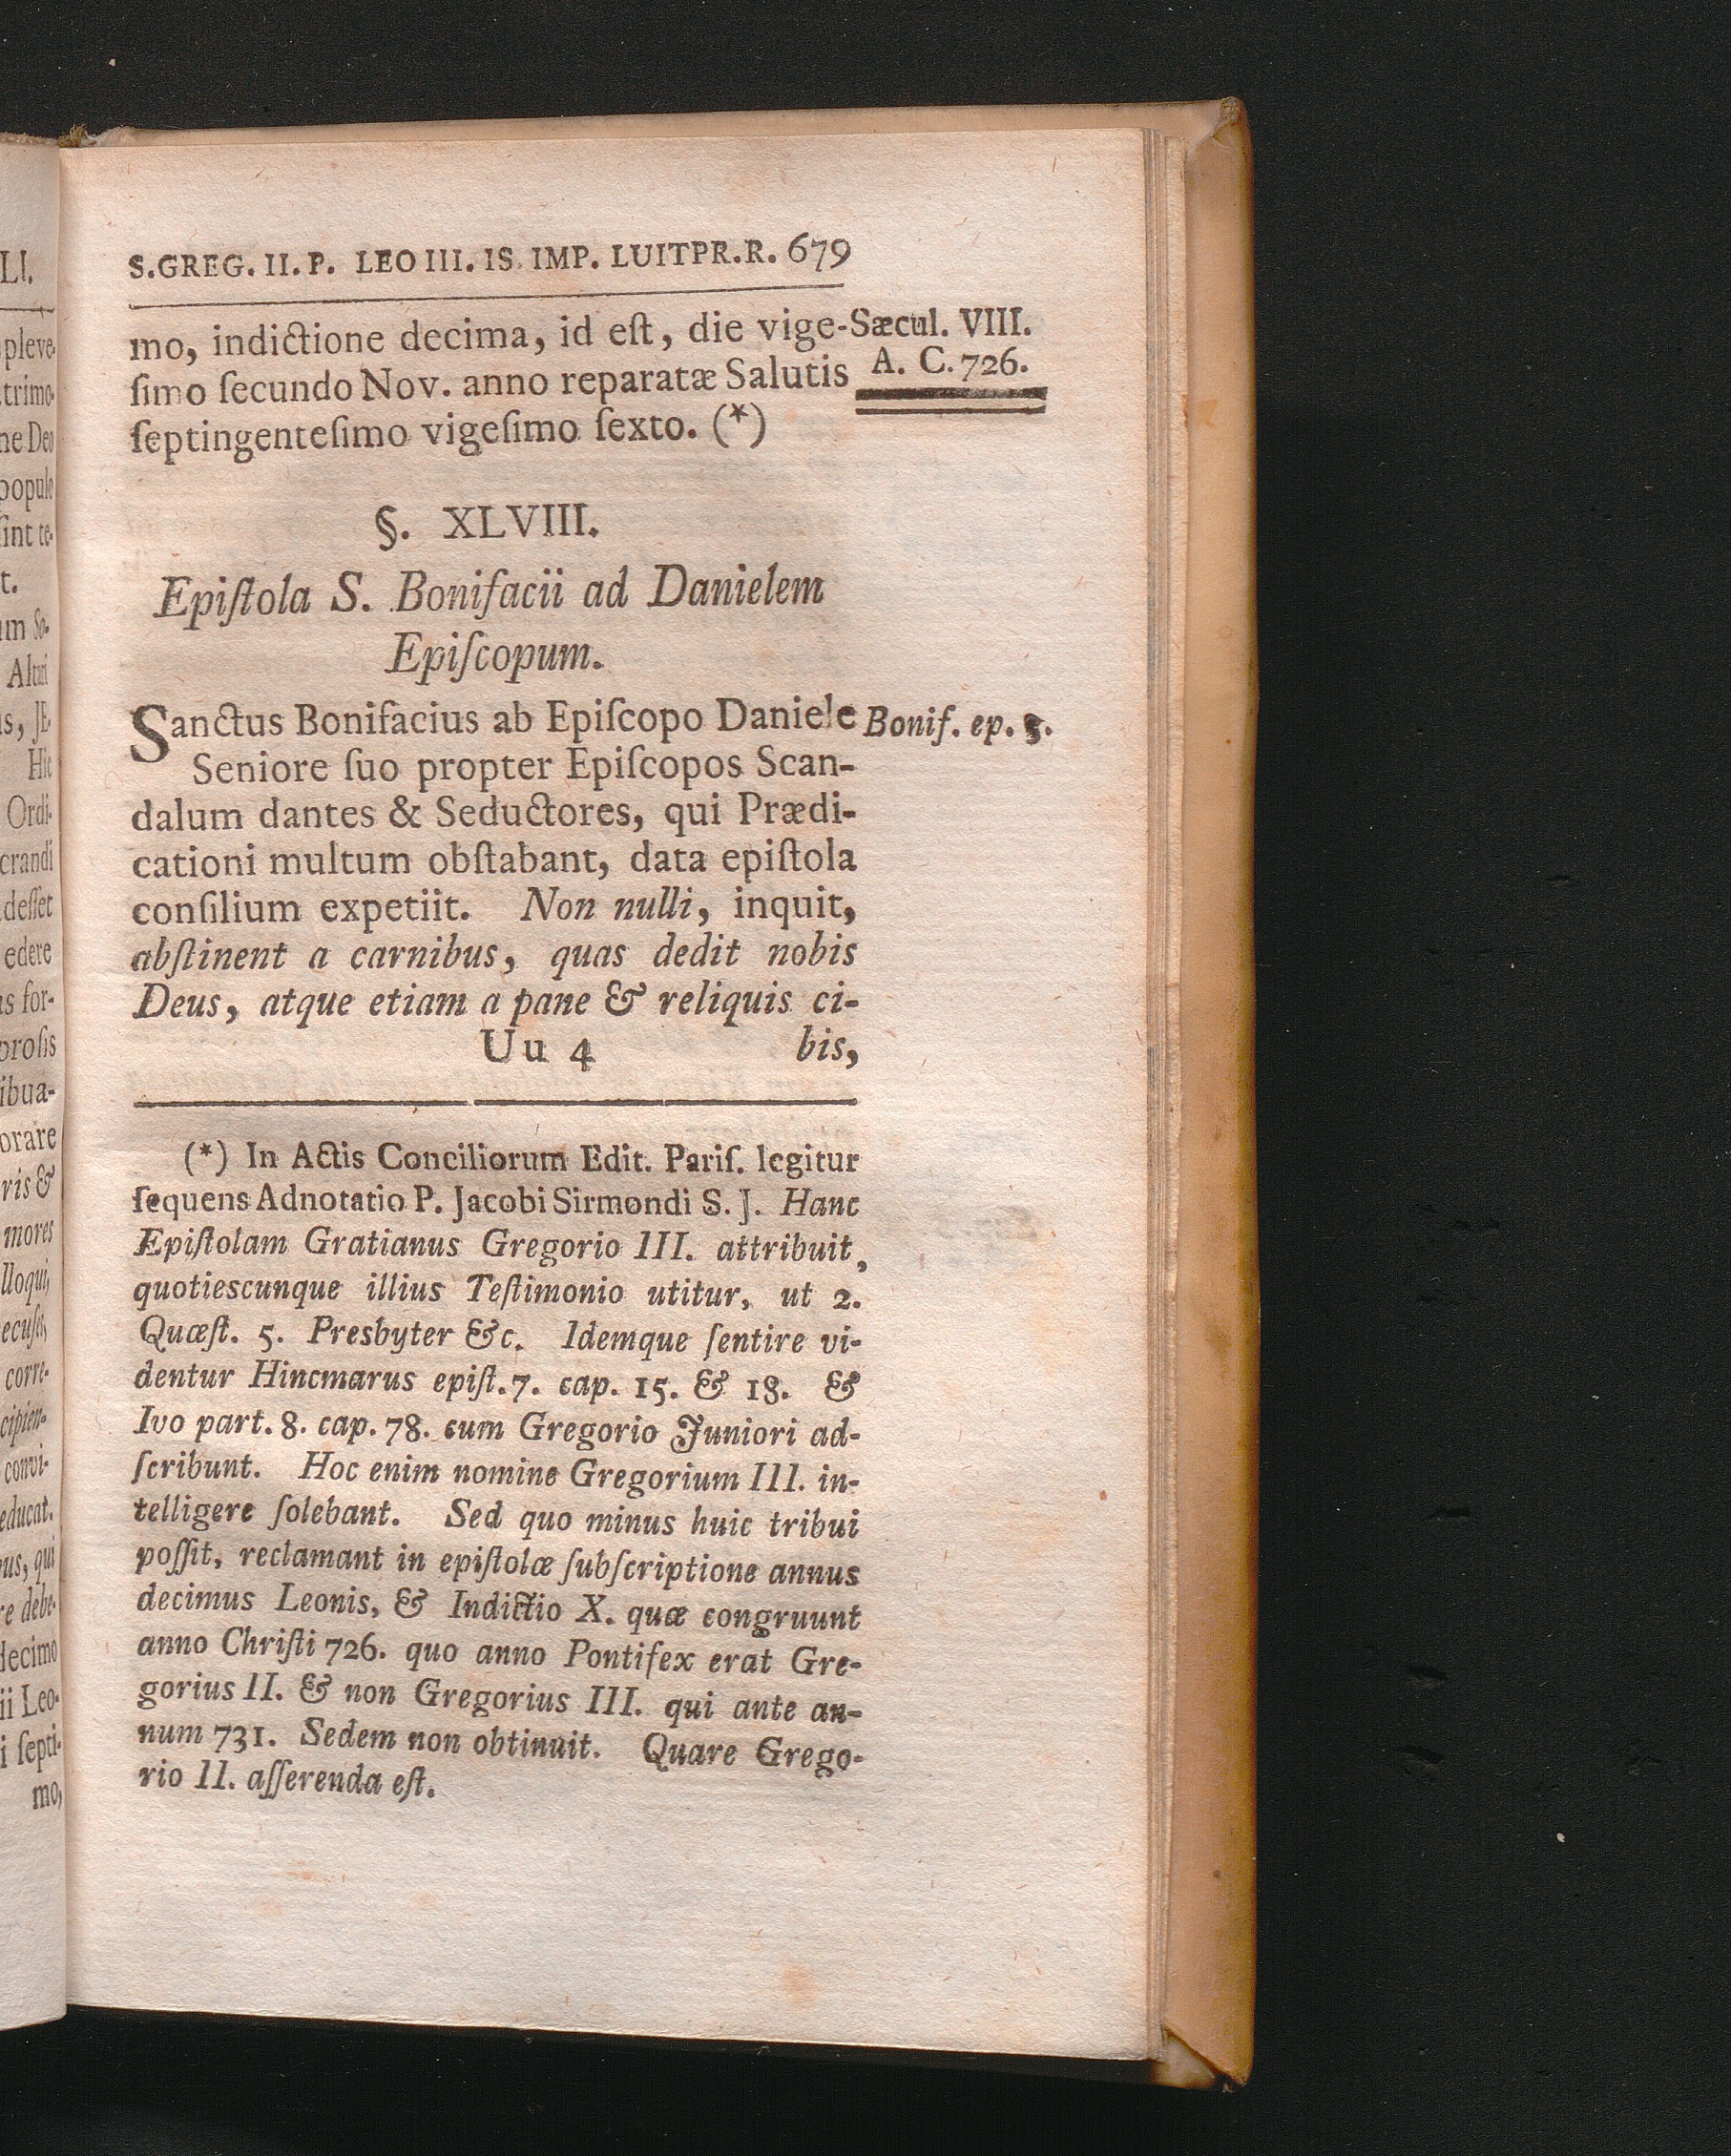 S.GREG. II. P. LEO III. IS. IMP. LUITPR.R. 679
mo, indictione decima, id eſt, die vige-
ſimo ſecundo Nov. anno reparatæ Salutis
ſeptingenteſimo vigeſimo ſexto. (*)
Sæcul. VIII.
A. C. 726.
§. XLVIII.
Epiſtola S. Bonifacii ad Danielem
Epiſcopum.
Sanctus Bonifacius ab Epiſcopo Daniele
Bonif. ep.
Seniore ſuo propter Epiſcopos Scan-
dalum dantes & Seductores, qui Prædi-
cationi multum obſtabant, data epiſtola
conſilium expetiit. Non nulli, inquit,
abſtinent a carnibus, quas dedit nobis
Deus, atque etiam a pane & reliquis ci-
Uu 4 bis,
(*) In Actis Conciliorum Edit. Pariſ. legitur
ſequens Adnotatio P. Jacobi Sirmondi S. J. Hanc
Epiſtolam Gratianus Gregorio III. attribuit,
quotiescunque illius Teſtimonio utitur, ut 2.
Quæſt. 5. Presbyter &c. Idemque ſentire vi-
dentur Hincmarus epiſt. 7. cap. 15. & 18. &
Ivo part. 8. cap. 78. cum Gregorio Juniori ad-
ſcribunt. Hoc enim nomine Gregorium III. in-
telligere ſolebant. Sed quo minus huic tribui
poſſit, reclamant in epiſtolæ ſubſcriptione annus
decimus Leonis, & Indictio X. quæ congruunt
anno Chriſti 726. quo anno Pontifex erat Gre-
gorius II. & non Gregorius III. qui ante an-
num 731. Sedem non obtinuit. Quare Grego-
rio II. aſſerenda eſt.